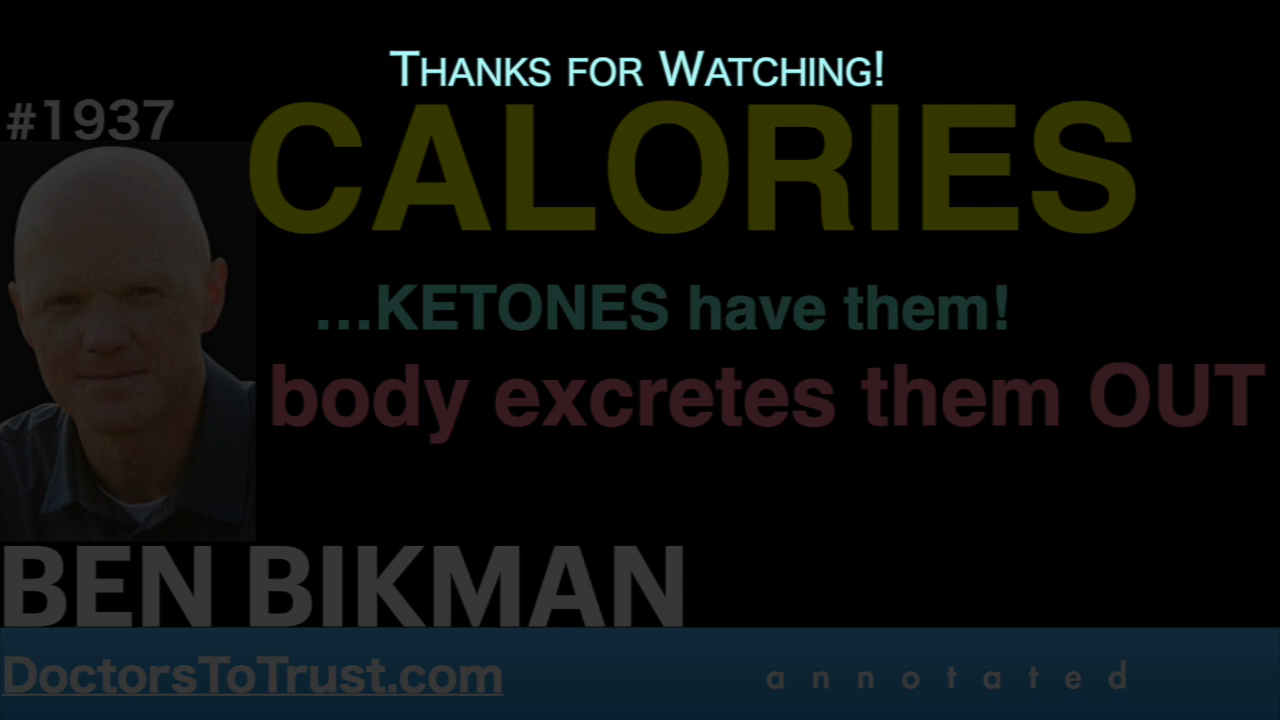 THANKS FOR WATCHING!
#1937
CALORIES
...KETONES have them!
body excretes them OUT
BEN BIKMAN
DoctorsToTrust.com
annotated